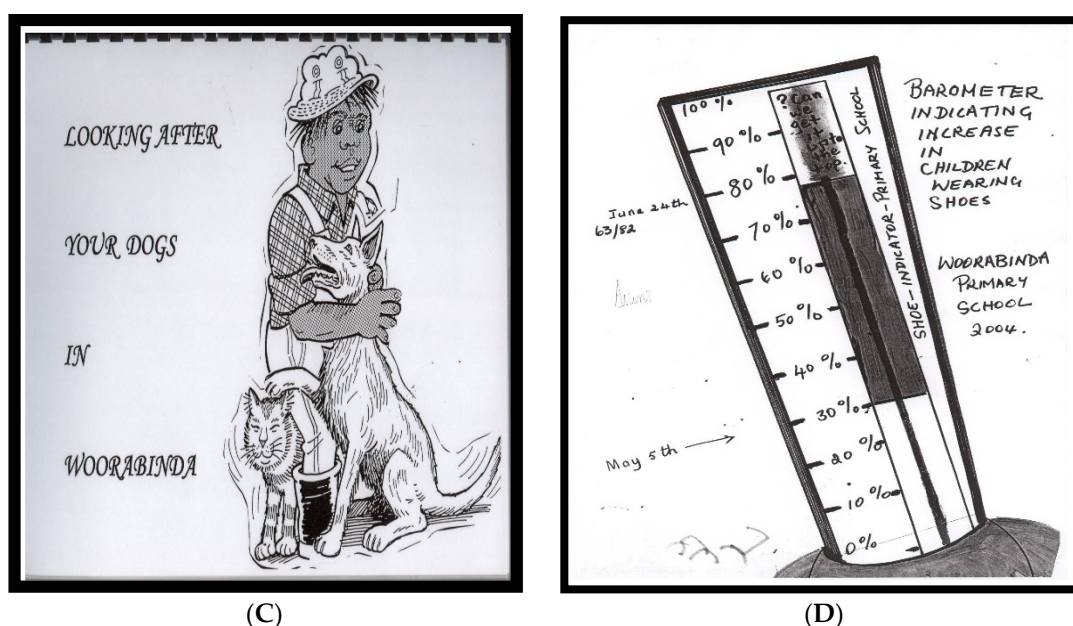 LOOKING AFTER
YOUR DOGS
IN
WOORABINDA
(C)
100%
90%
80%
70%
60%
50%
40%
30%
20%
10%
0%
? Can
we
get
it
upto
the
top.
SHOE-INDICATOR-PRIMARY SCHOOL
June 24th
63/82
May 5th
BAROMETER
INDICATING
INCREASE
IN
CHILDREN
WEARING
SHOES
WOORABINDA
PRIMARY
SCHOOL
2004.
(D)